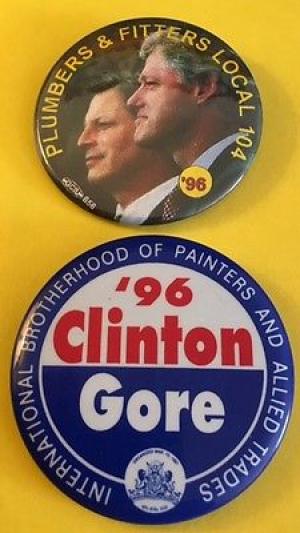 PLUMBERS & FITTERS LOCAL 104
'96
INTERNATIONAL BROTHERHOOD OF PAINTERS AND ALLIED TRADES
'96
Clinton
Gore